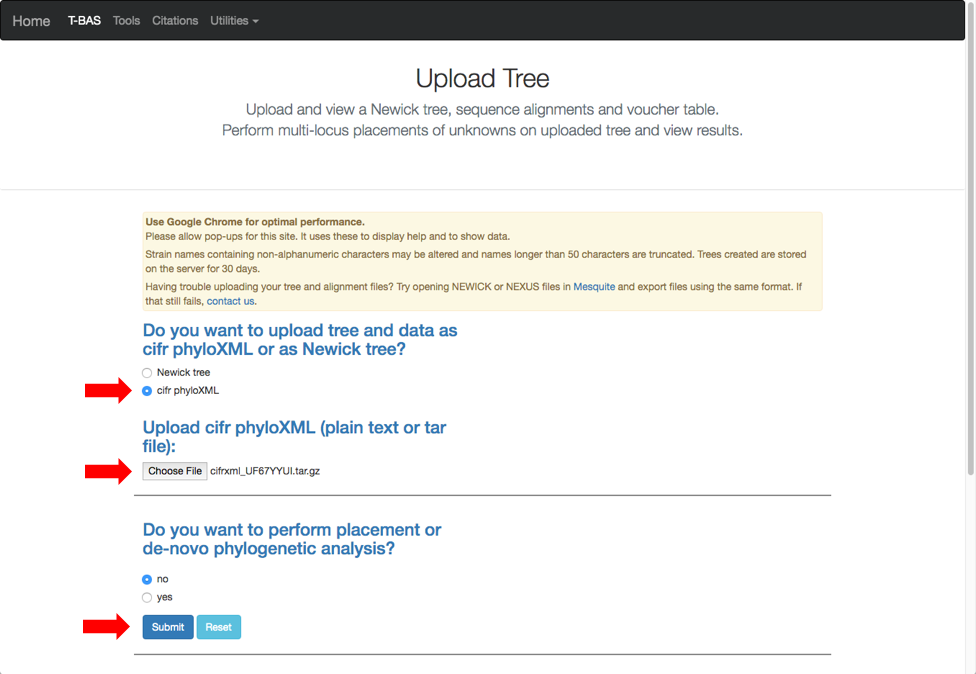 Home T-BAS Tools Citations Utilities
Upload Tree
Upload and view a Newick tree, sequence alignments and voucher table.
Perform multi-locus placements of unknowns on uploaded tree and view results.
Use Google Chrome for optimal performance.
Please allow pop-ups for this site. It uses these to display help and to show data.
Strain names containing non-alphanumeric characters may be altered and names longer than 50 characters are truncated. Trees created are stored
on the server for 30 days.
Having trouble uploading your tree and alignment files? Try opening NEWICK or NEXUS files in Mesquite and export files using the same format. If
that still fails, contact us.
Do you want to upload tree and data as
cifr phyloXML or as Newick tree?
Newick tree
cifr phyloXML
Upload cifr phyloXML (plain text or tar
file):
Choose File cifrxml_UF67YYUI.tar.gz
Do you want to perform placement or
de-novo phylogenetic analysis?
no
yes
Submit Reset